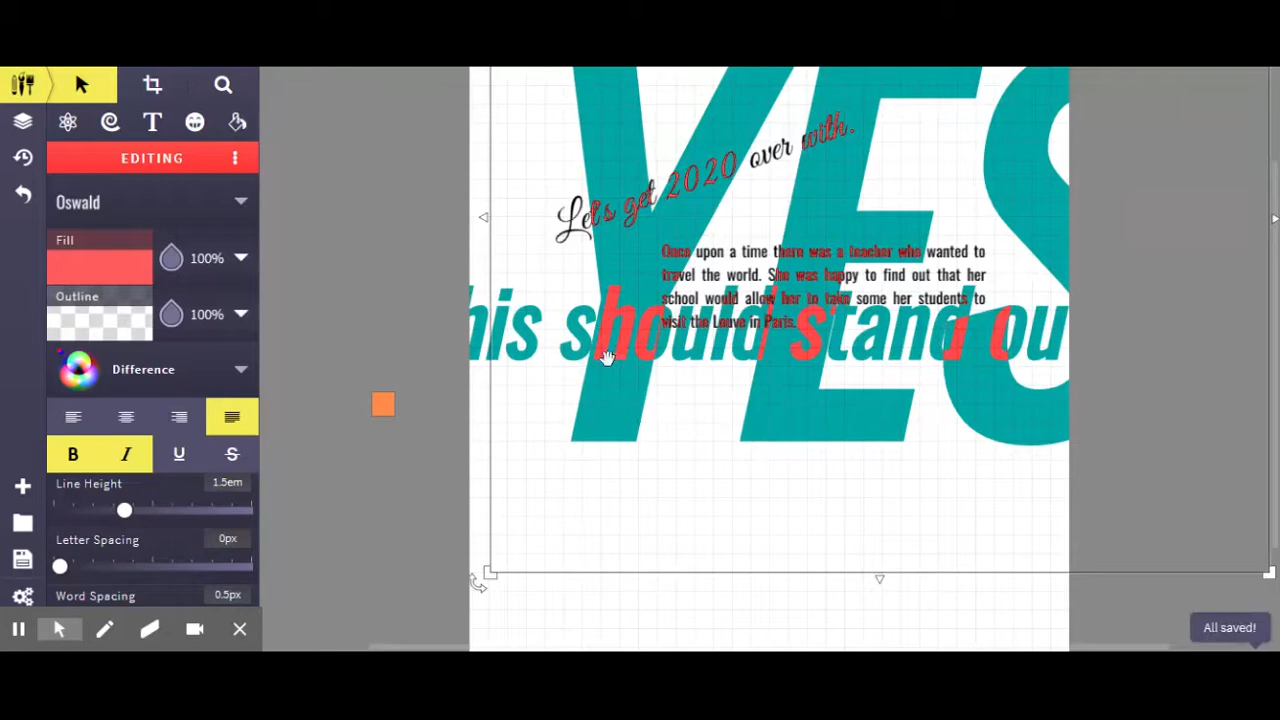 EDITING
Oswald
Fill
100%
Outline
100%
Difference
B I U S
Line Height 1.5em
Letter Spacing 0px
Word Spacing 0.5px
YES
Let's get 2020 over with.
Once upon a time there was a teacher who wanted to
travel the world. She was happy to find out that her
school would allow her to take some her students to
visit the Louve in Paris.
his should stand ou
All saved!